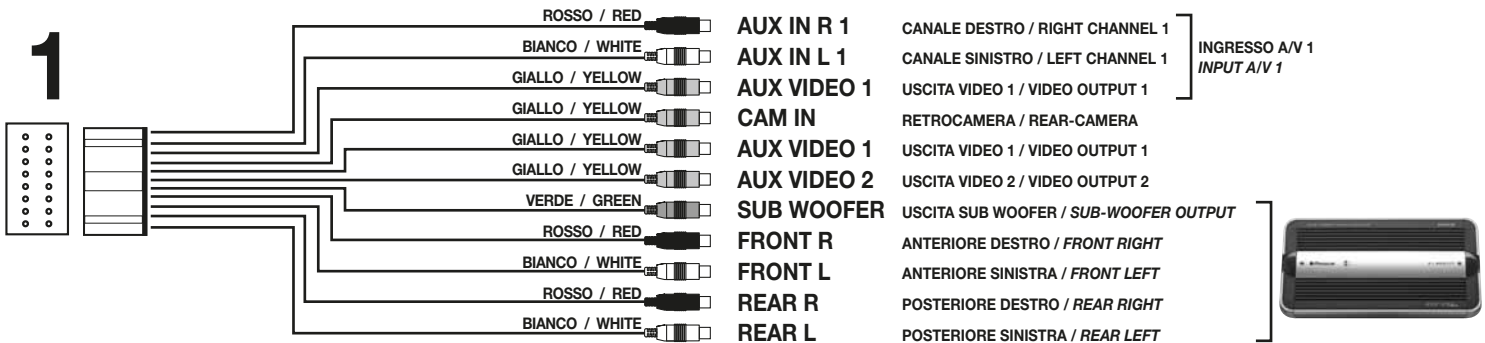 1
ROSSO / RED AUX IN R 1 CANALE DESTRO / RIGHT CHANNEL 1
BIANCO / WHITE AUX IN L 1 CANALE SINISTRO / LEFT CHANNEL 1
INGRESSO A/V 1
INPUT A/V 1
GIALLO / YELLOW AUX VIDEO 1 USCITA VIDEO 1 / VIDEO OUTPUT 1
GIALLO / YELLOW CAM IN RETROCAMERA / REAR-CAMERA
GIALLO / YELLOW AUX VIDEO 1 USCITA VIDEO 1 / VIDEO OUTPUT 1
GIALLO / YELLOW AUX VIDEO 2 USCITA VIDEO 2 / VIDEO OUTPUT 2
VERDE / GREEN SUB WOOFER USCITA SUB WOOFER / SUB-WOOFER OUTPUT
ROSSO / RED FRONT R ANTERIORE DESTRO / FRONT RIGHT
BIANCO / WHITE FRONT L ANTERIORE SINISTRA / FRONT LEFT
ROSSO / RED REAR R POSTERIORE DESTRO / REAR RIGHT
BIANCO / WHITE REAR L POSTERIORE SINISTRA / REAR LEFT